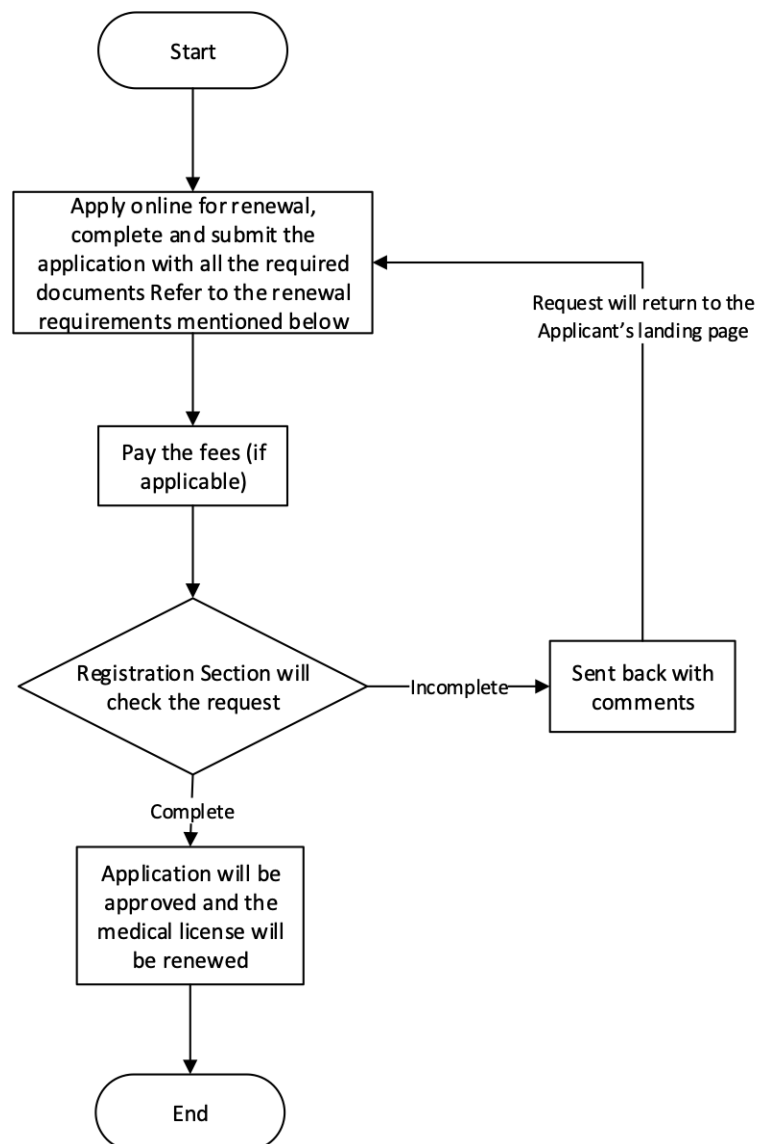 Start
Apply online for renewal,
complete and submit the
application with all the required
documents Refer to the renewal
requirements mentioned below
Request will return to the
Applicant’s landing page
Pay the fees (if
applicable)
Registration Section will
check the request
Incomplete
Sent back with
comments
Complete
Application will be
approved and the
medical license will
be renewed
End